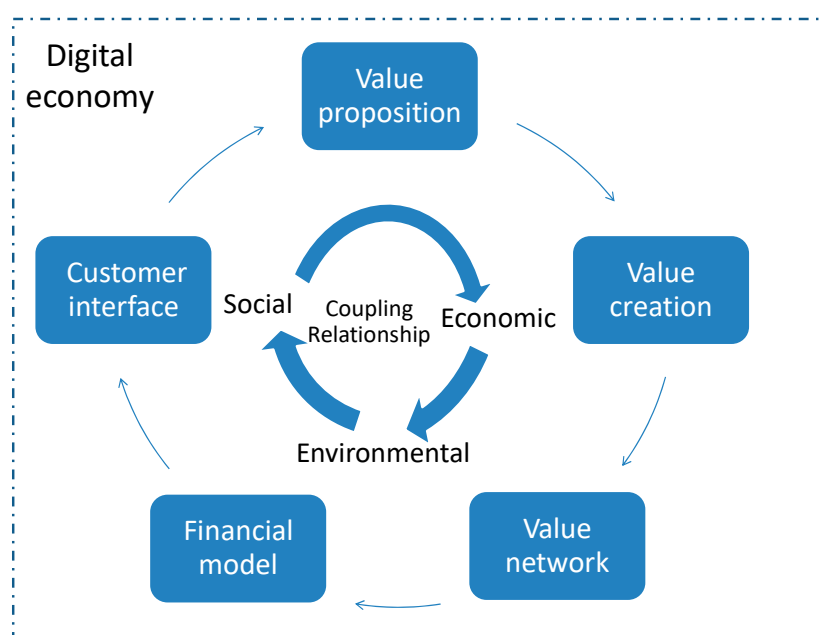 Digital
economy
Value
proposition
Customer
interface
Social
Coupling
Relationship
Economic
Value
creation
Environmental
Financial
model
Value
network